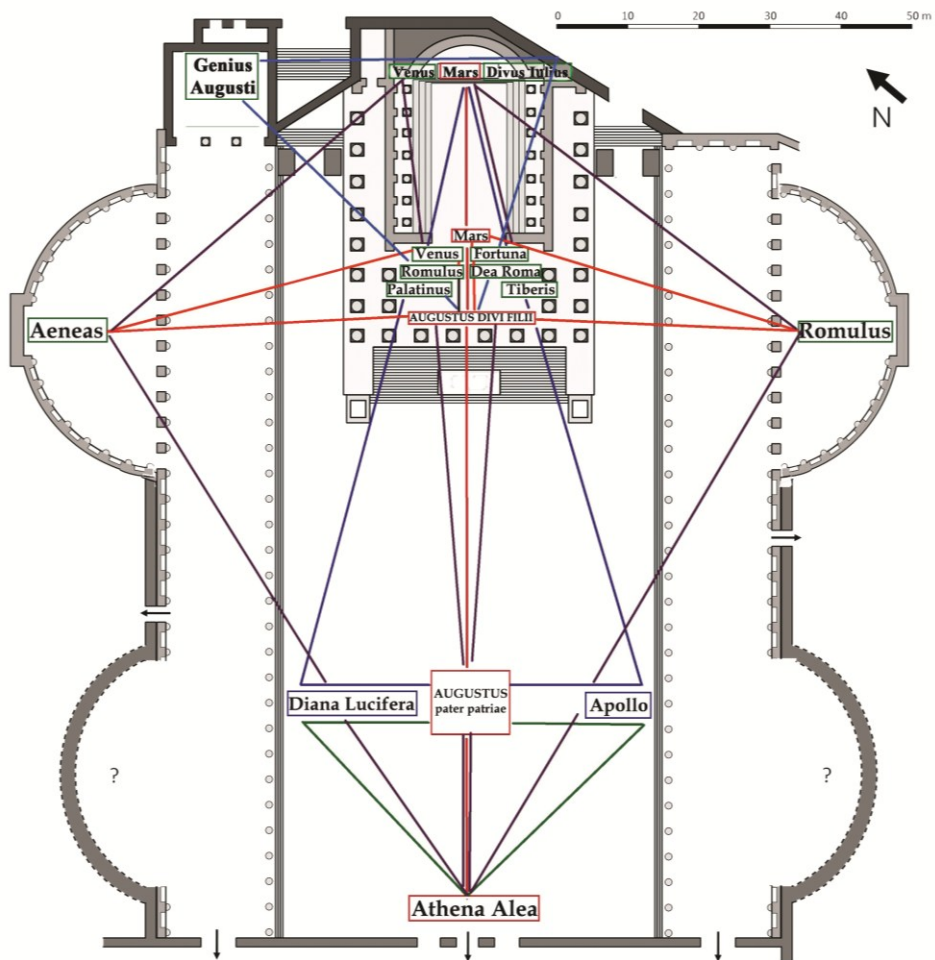 0 10 20 30 40 50 m
N
Genius
Augusti
Venus Mars Divus Iulius
Mars
Venus Fortuna
Romulus Dea Roma
Palatinus Tiberis
AUGUSTUS DIVI FILII
Aeneas
Romulus
Diana Lucifera
AUGUSTUS
pater patriae
Apollo
? ?
Athena Alea